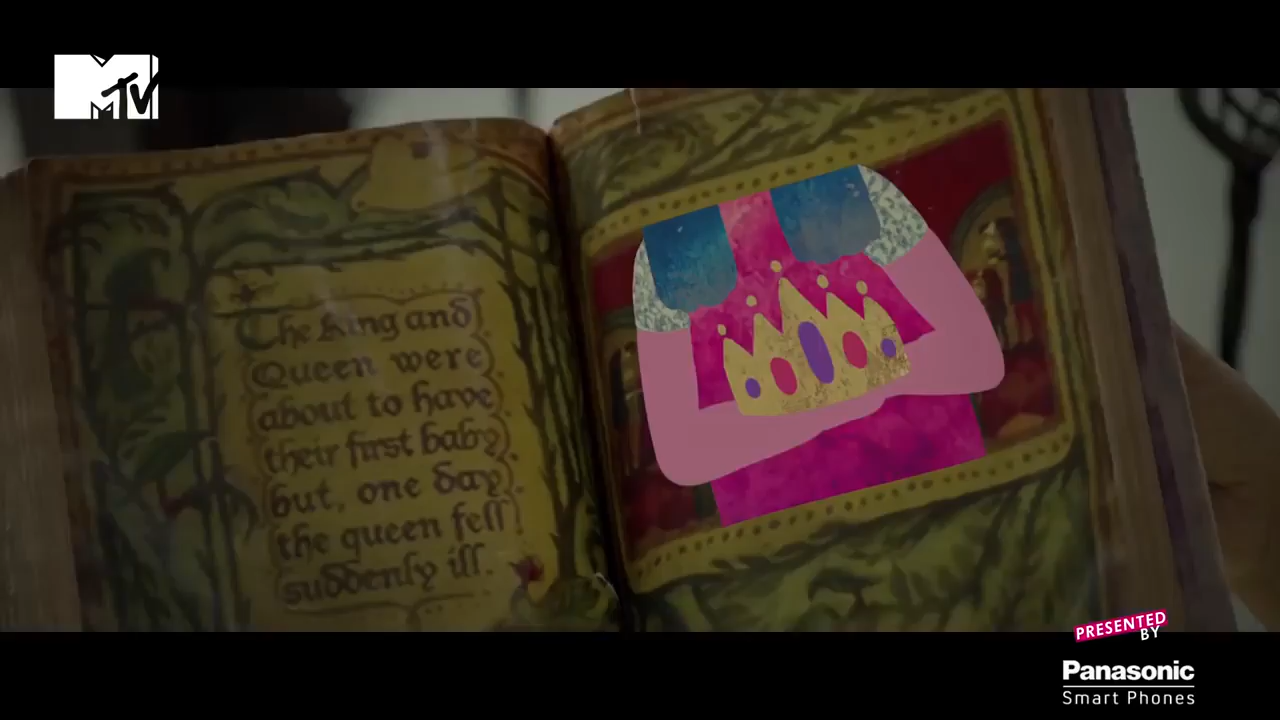 MTV
The King and
Queen were
about to have
their first baby,
but, one day,
the queen fell
suddenly ill.
PRESENTED
BY
Panasonic
Smart Phones